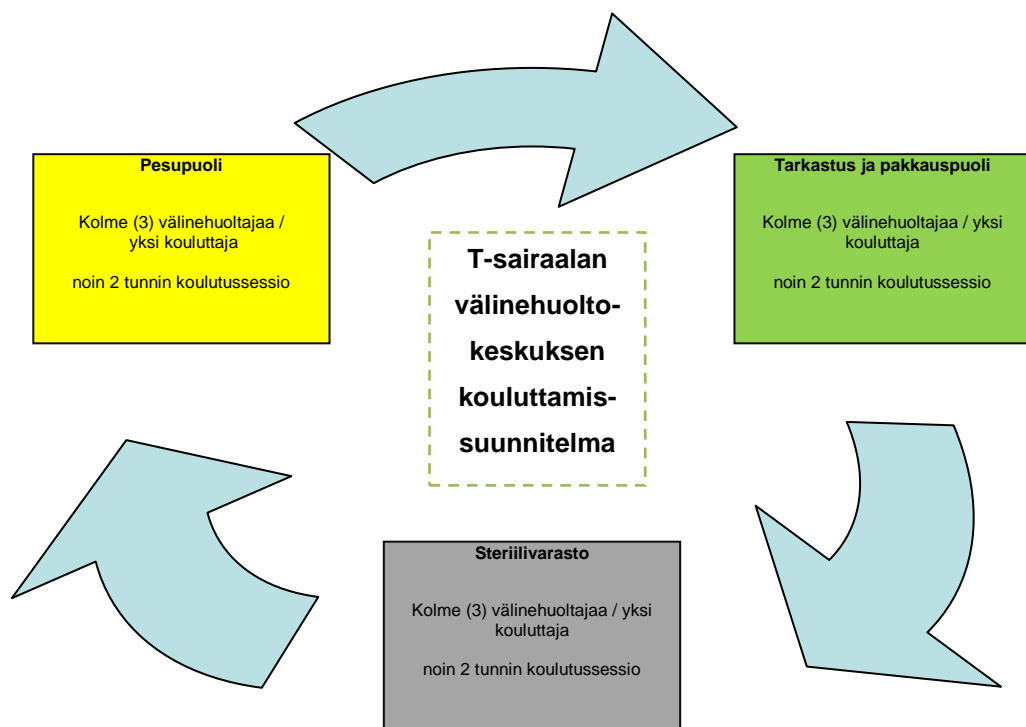 Pesupuoli
Kolme (3) välinehuoltajaa /
yksi kouluttaja
noin 2 tunnin koulutussessio
Tarkastus ja pakkauspuoli
Kolme (3) välinehuoltajaa / yksi
kouluttaja
noin 2 tunnin koulutussessio
T-sairaalan
välinehuolto-
keskuksen
kouluttamis-
suunnitelma
Steriilivarasto
Kolme (3) välinehuoltajaa / yksi
kouluttaja
noin 2 tunnin koulutussessio